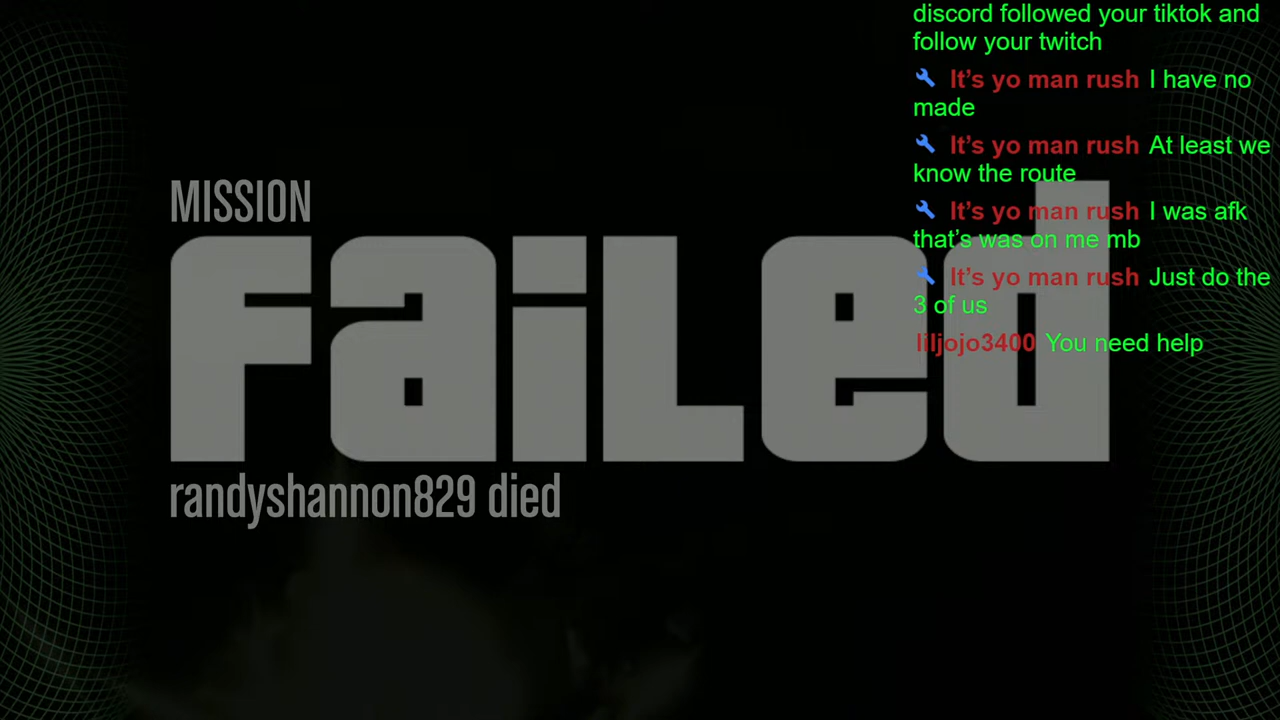 discord followed your tiktok and
follow your twitch
It's yo man rush I have no
made
It's yo man rush At least we
know the route
It's yo man rush I was afk
that's was on me mb
It's yo man rush Just do the
3 of us
liljojo3400 You need help
MISSION
FaiLed
randyshannon829 died